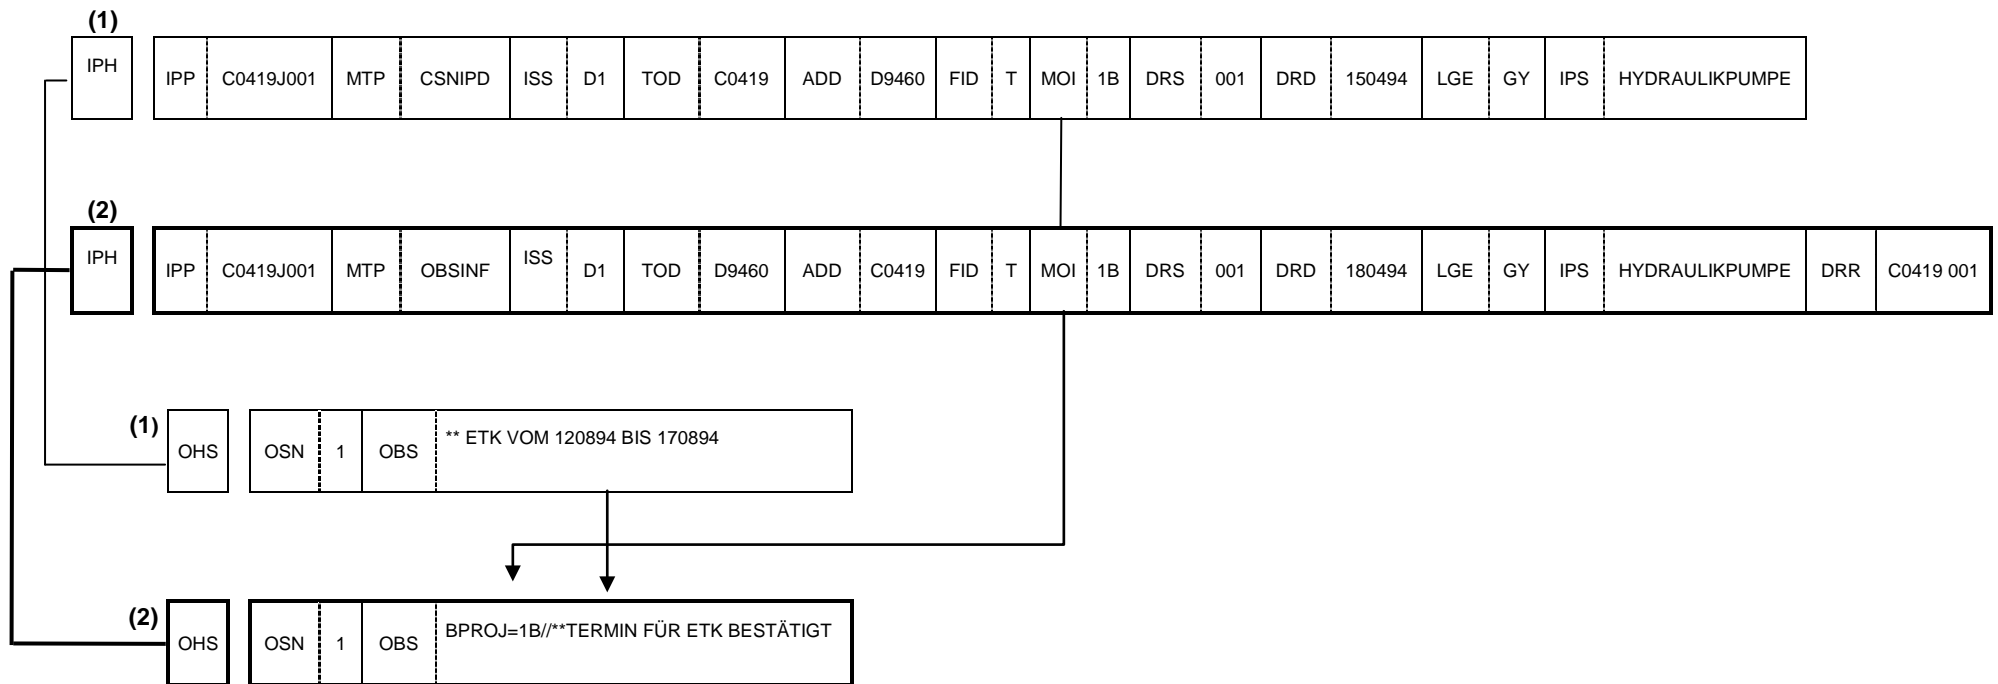 (1)
IPH IPP C0419J001 MTP CSNIPD ISS D1 TOD C0419 ADD D9460 FID T MOI 1B DRS 001 DRD 150494 LGE GY IPS HYDRAULIKPUMPE
(2)
IPH IPP C0419J001 MTP OBSINF ISS D1 TOD D9460 ADD C0419 FID T MOI 1B DRS 001 DRD 180494 LGE GY IPS HYDRAULIKPUMPE DRR C0419 001
(1)
OHS OSN 1 OBS ** ETK VOM 120894 BIS 170894
(2)
OHS OSN 1 OBS BPROJ=1B//**TERMIN FÜR ETK BESTÄTIGT